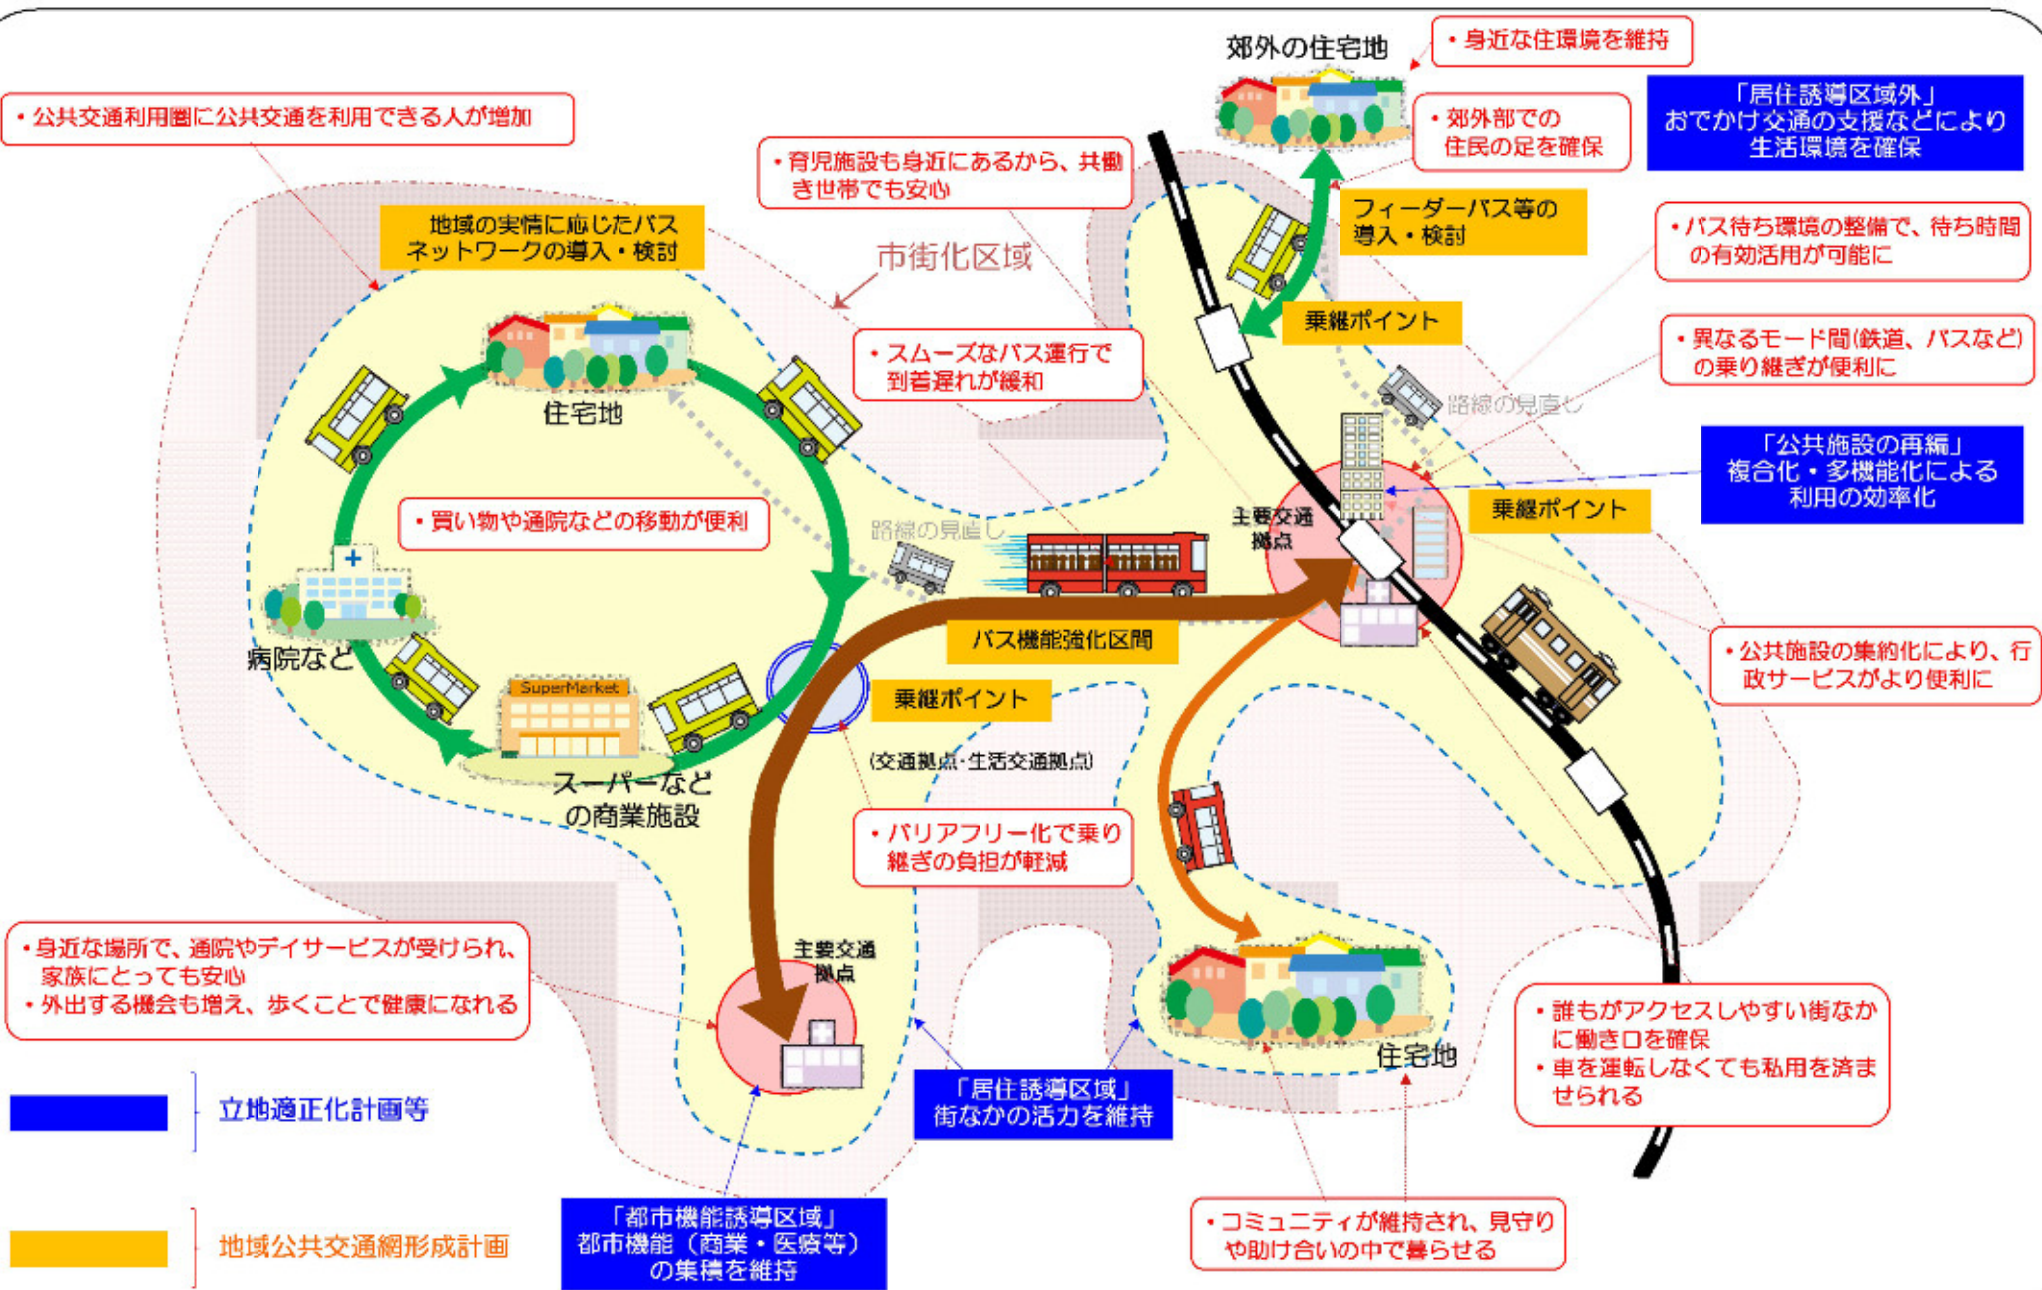 郊外の住宅地
・身近な住環境を維持
「居住誘導区域外」
おでかけ交通の支援などにより
生活環境を確保
・公共交通利用圏に公共交通を利用できる人が増加
・郊外部での
住民の足を確保
・育児施設も身近にあるから、共働
き世帯でも安心
地域の実情に応じたバス
ネットワークの導入・検討
フィーダーバス等の
導入・検討
・バス待ち環境の整備で、待ち時間
の有効活用が可能に
市街化区域
乗継ポイント
・スムーズなバス運行で
到着遅れが緩和
・異なるモード間(鉄道、バスなど)
の乗り継ぎが便利に
路線の見直し
住宅地
「公共施設の再編」
複合化・多機能化による
利用の効率化
・買い物や通院などの移動が便利
路線の見直し
主要交通
拠点
乗継ポイント
バス機能強化区間
病院など
SuperMarket
スーパーなど
の商業施設
乗継ポイント
(交通拠点・生活交通拠点)
・公共施設の集約化により、行
政サービスがより便利に
・バリアフリー化で乗り
継ぎの負担が軽減
・身近な場所で、通院やデイサービスが受けられ、
家族にとっても安心
・外出する機会も増え、歩くことで健康になれる
主要交通
拠点
住宅地
・誰もがアクセスしやすい街なか
に働き口を確保
・車を運転しなくても私用を済ま
せられる
「居住誘導区域」
街なかの活力を維持
立地適正化計画等
「都市機能誘導区域」
都市機能（商業・医療等）
の集積を維持
・コミュニティが維持され、見守り
や助け合いの中で暮らせる
地域公共交通網形成計画